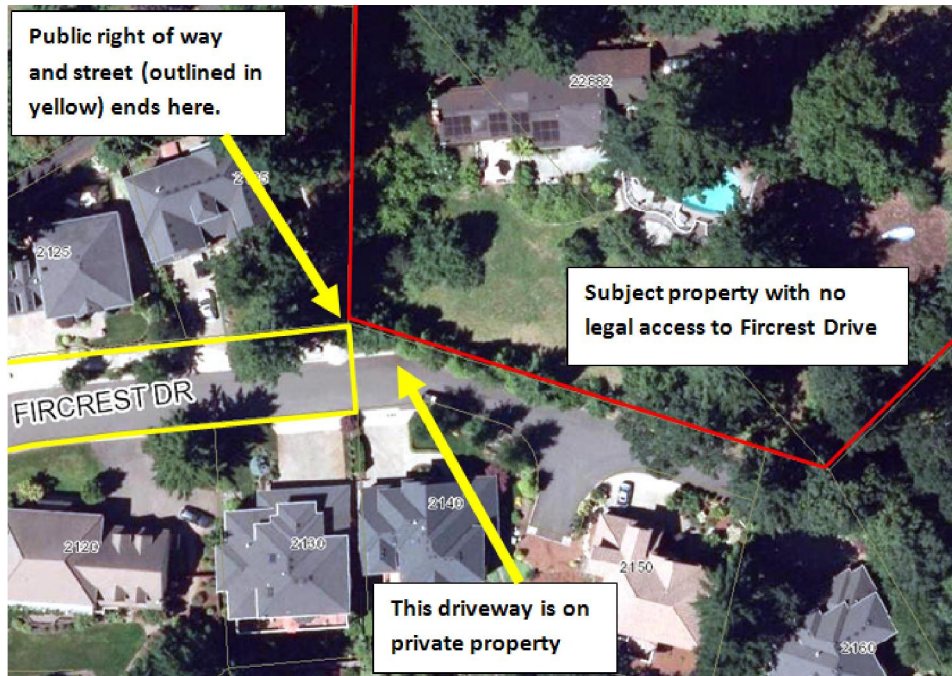 Public right of way
and street (outlined in
yellow) ends here.
22882
2125
Subject property with no
legal access to Fircrest Drive
FIRCREST DR
2140
2130
2120
2150
This driveway is on
private property
2160